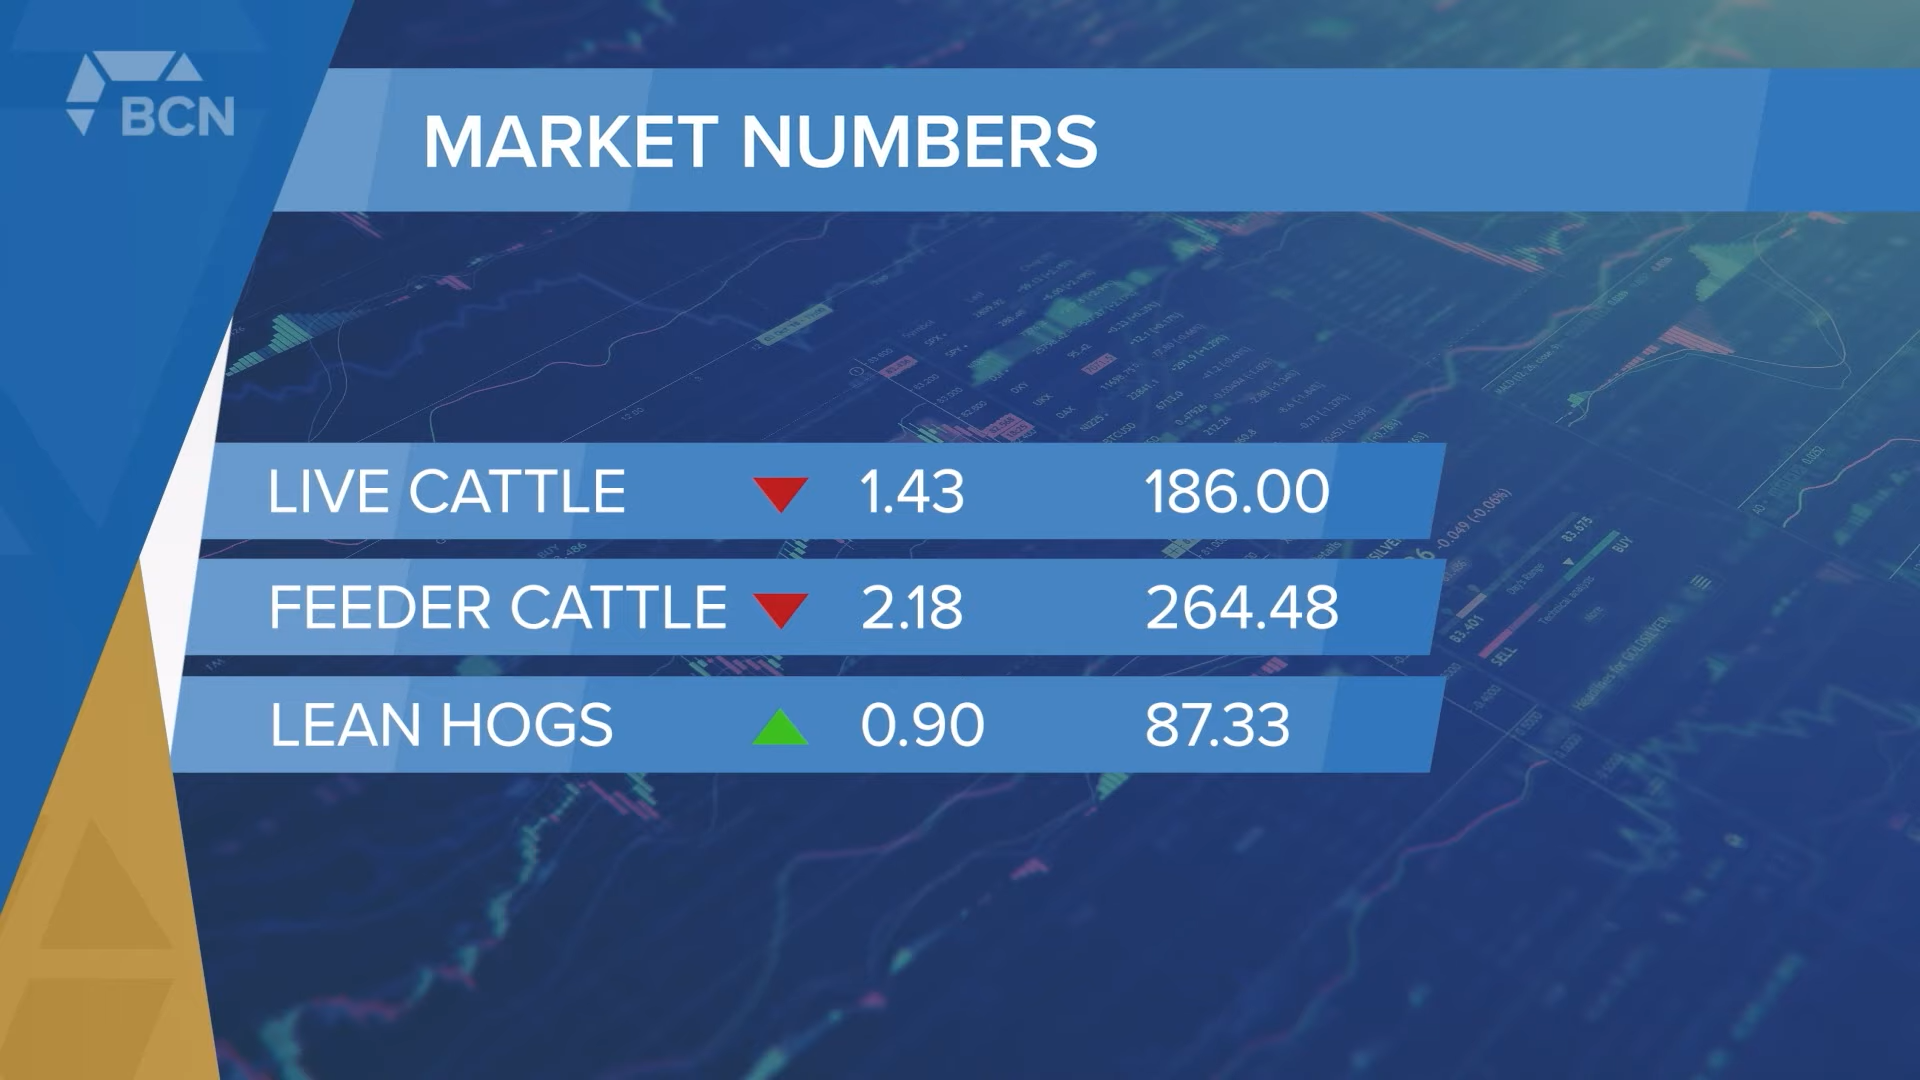 BCN
MARKET NUMBERS
LIVE CATTLE 1.43 186.00
FEEDER CATTLE 2.18 264.48
LEAN HOGS 0.90 87.33